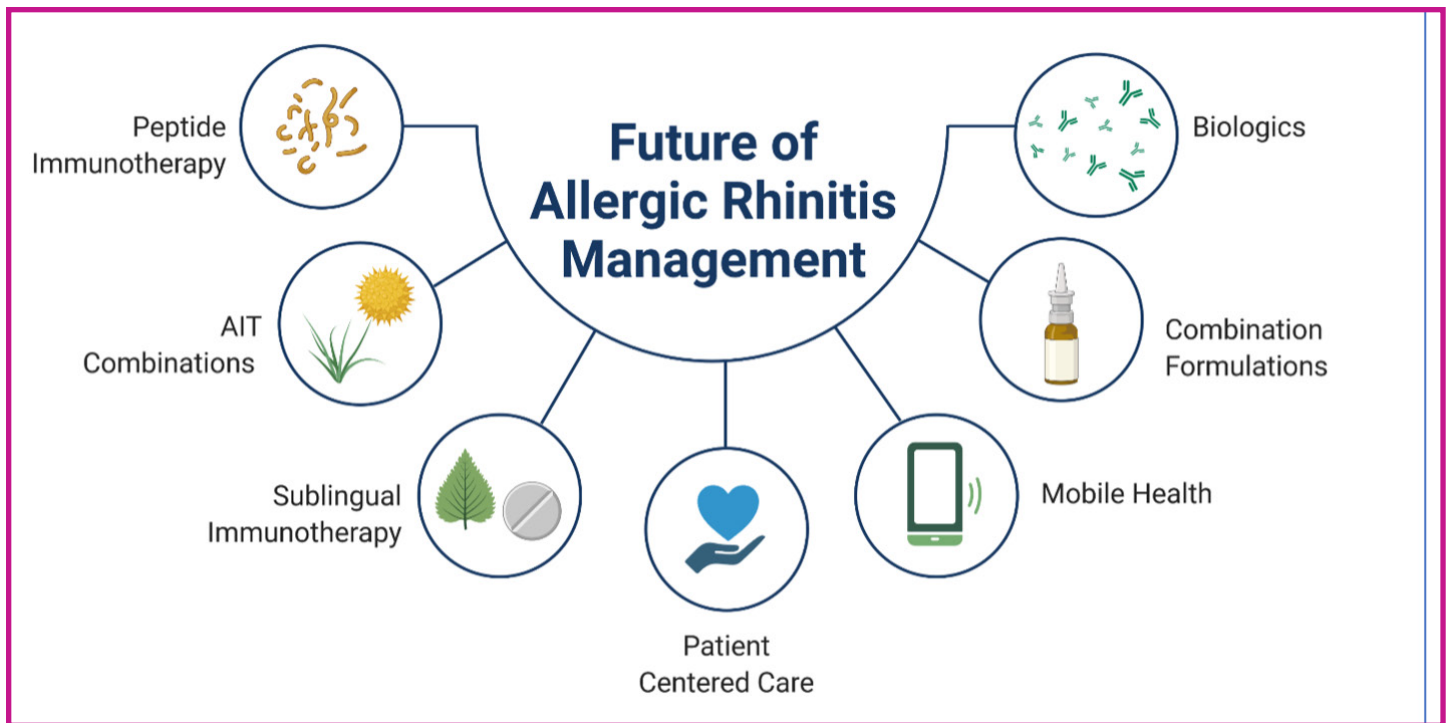 Future of
Allergic Rhinitis
Management
Peptide
Immunotherapy
AIT
Combinations
Sublingual
Immunotherapy
Patient
Centered Care
Mobile Health
Combination
Formulations
Biologics